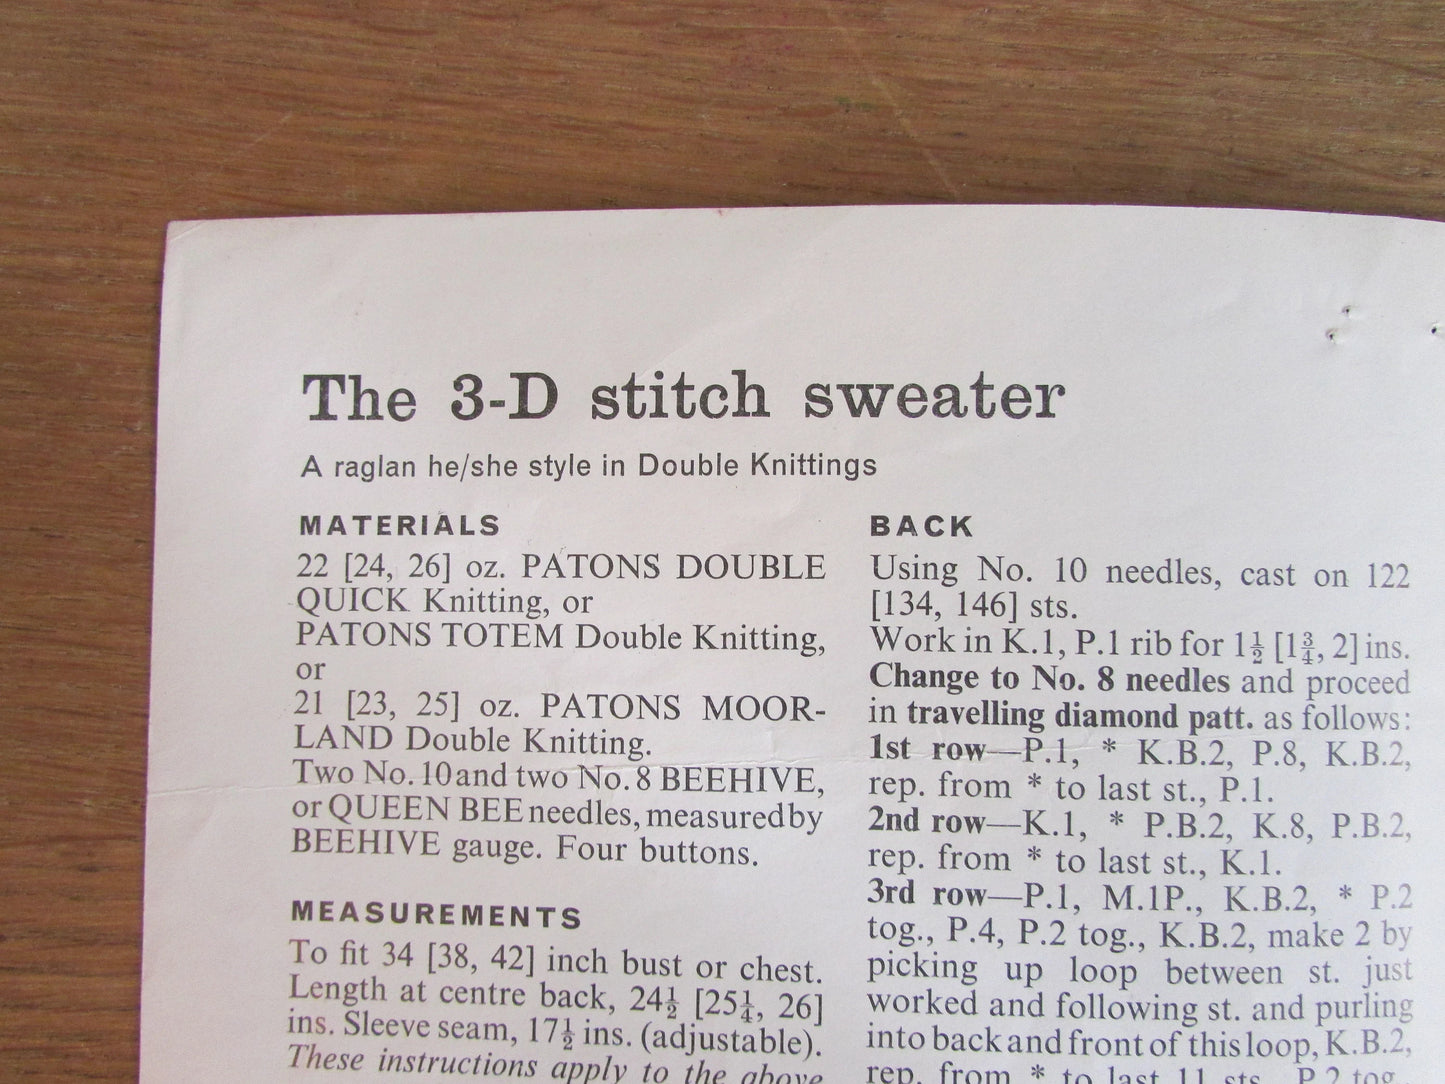 The 3-D stitch sweater
A raglan he/she style in Double Knittings
MATERIALS
22 [24, 26] oz. PATONS DOUBLE
QUICK Knitting, or
PATONS TOTEM Double Knitting,
or
21 [23, 25] oz. PATONS MOOR-
LAND Double Knitting.
Two No. 10 and two No. 8 BEEHIVE,
or QUEEN BEE needles, measured by
BEEHIVE gauge. Four buttons.
MEASUREMENTS
To fit 34 [38, 42] inch bust or chest.
Length at centre back, 24½ [25¼, 26]
ins. Sleeve seam, 17½ ins. (adjustable).
These instructions apply to the above
BACK
Using No. 10 needles, cast on 122
[134, 146] sts.
Work in K.1, P.1 rib for 1½ [1¾, 2] ins.
Change to No. 8 needles and proceed
in travelling diamond patt. as follows:
1st row—P.1, * K.B.2, P.8, K.B.2,
rep. from * to last st., P.1.
2nd row—K.1, * P.B.2, K.8, P.B.2,
rep. from * to last st., K.1.
3rd row—P.1, M.1P., K.B.2, * P.2
tog., P.4, P.2 tog., K.B.2, make 2 by
picking up loop between st. just
worked and following st. and purling
into back and front of this loop, K.B.2,
rep. from * to last 11 sts., P.2 tog.,